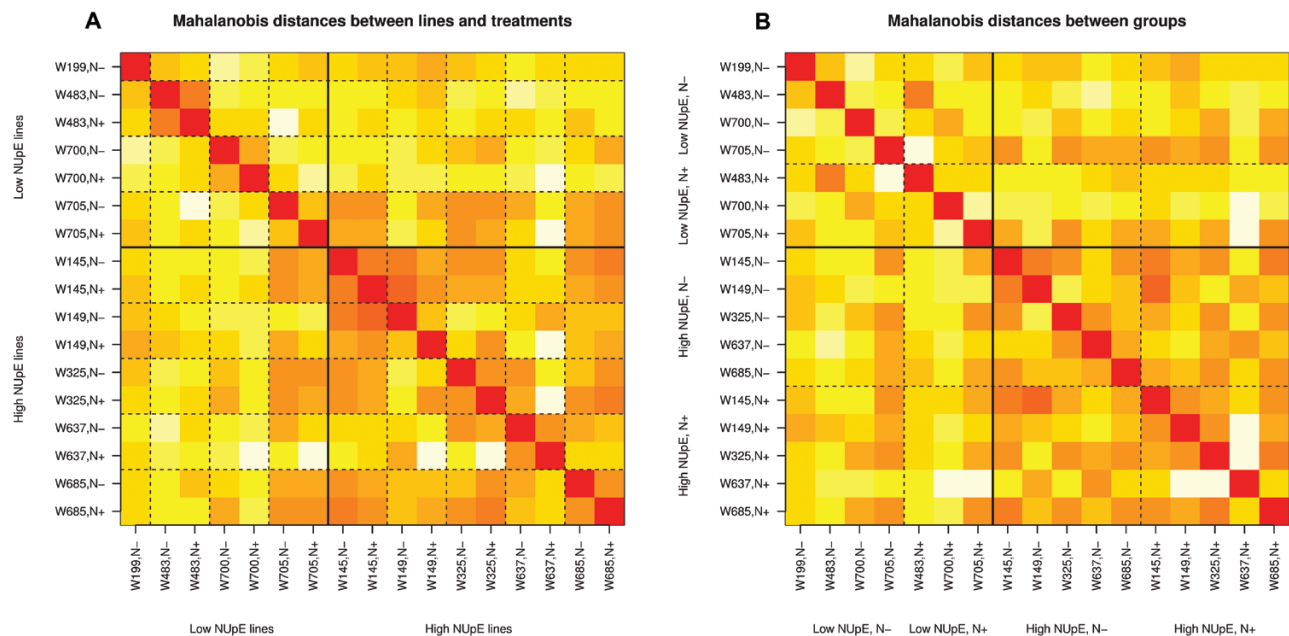 A
Mahalanobis distances between lines and treatments
W199,N–
W483,N–
W483,N+
W700,N–
W700,N+
W705,N–
W705,N+
W145,N–
W145,N+
W149,N–
W149,N+
W325,N–
W325,N+
W637,N–
W637,N+
W685,N–
W685,N+
Low NUpE lines
High NUpE lines
W199,N–
W483,N–
W483,N+
W700,N–
W700,N+
W705,N–
W705,N+
W145,N–
W145,N+
W149,N–
W149,N+
W325,N–
W325,N+
W637,N–
W637,N+
W685,N–
W685,N+
Low NUpE lines
High NUpE lines
B
Mahalanobis distances between groups
W199,N–
W483,N–
W700,N–
W705,N–
W483,N+
W700,N+
W705,N+
W145,N–
W149,N–
W325,N–
W637,N–
W685,N–
W145,N+
W149,N+
W325,N+
W637,N+
W685,N+
Low NUpE, N–
Low NUpE, N+
High NUpE, N–
High NUpE, N+
W199,N–
W483,N–
W700,N–
W705,N–
W483,N+
W700,N+
W705,N+
W145,N–
W149,N–
W325,N–
W637,N–
W685,N–
W145,N+
W149,N+
W325,N+
W637,N+
W685,N+
Low NUpE, N–
Low NUpE, N+
High NUpE, N–
High NUpE, N+